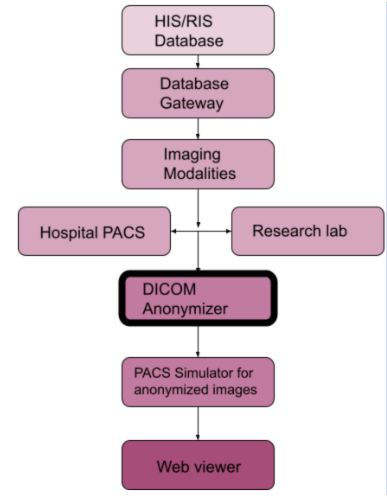 HIS/RIS
Database
Database
Gateway
Imaging
Modalities
Hospital PACS
Research lab
DICOM
Anonymizer
PACS Simulator for
anonymized images
Web viewer